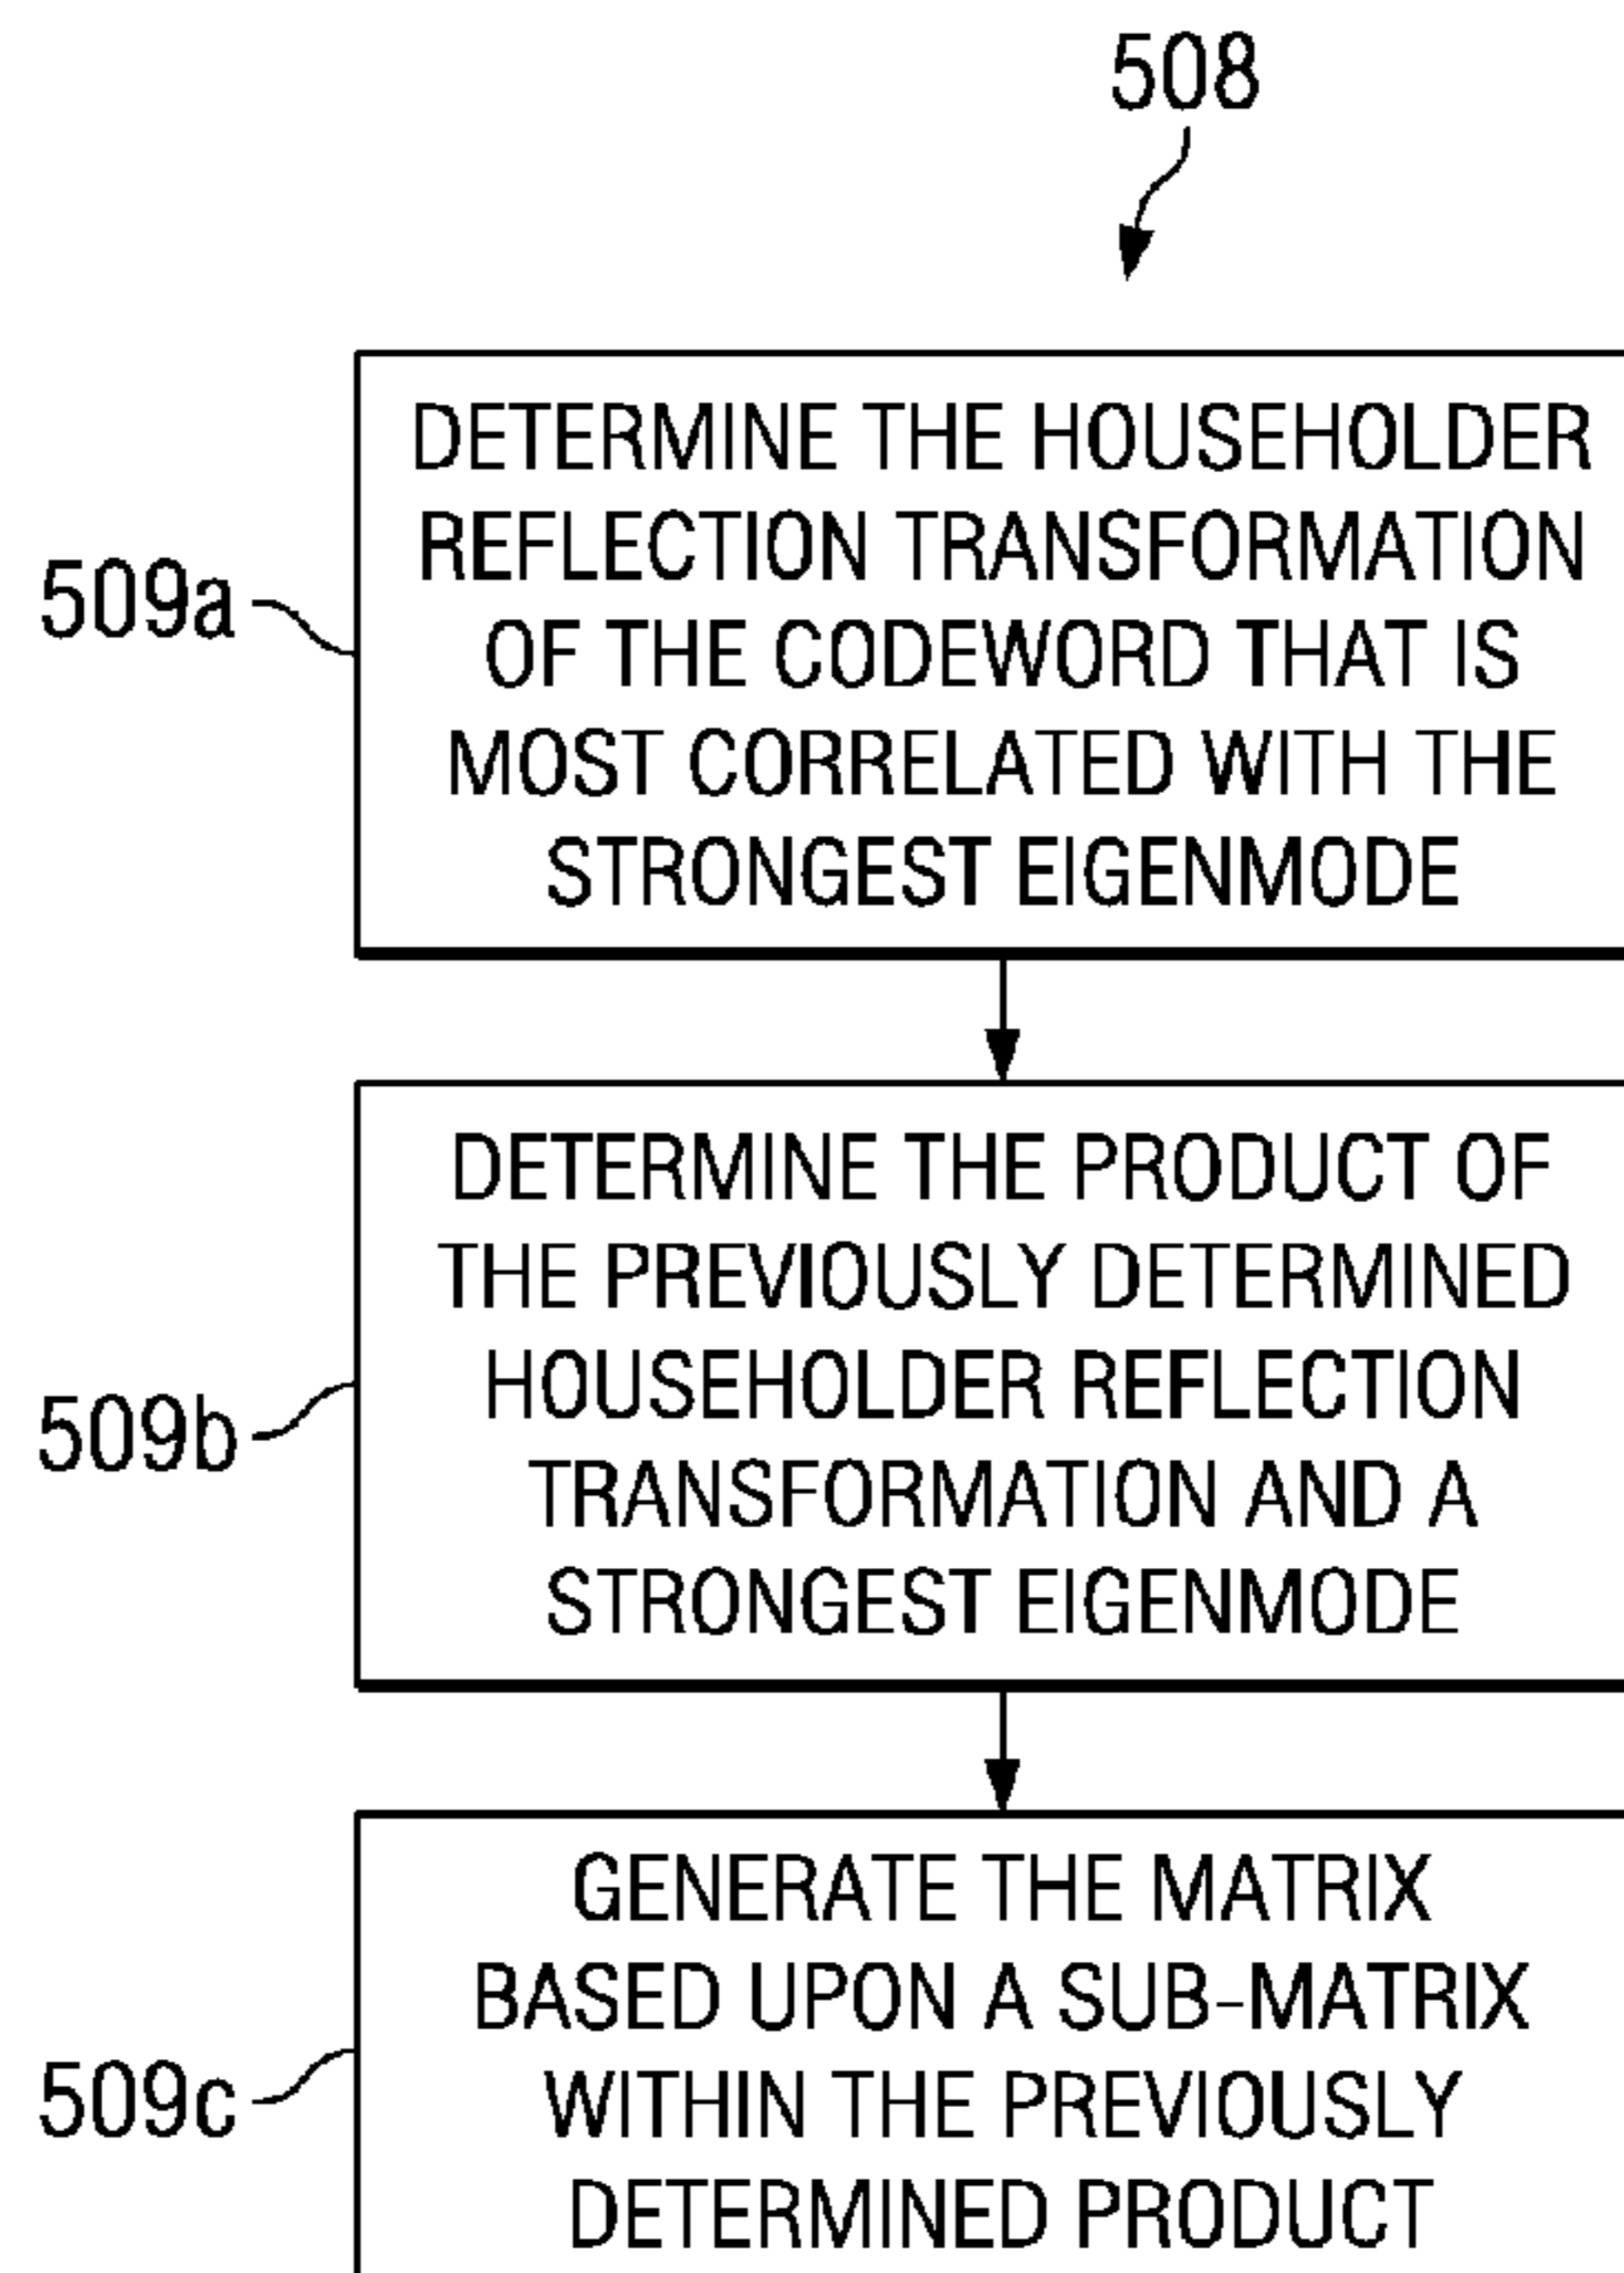 508
DETERMINE THE HOUSEHOLDER
REFLECTION TRANSFORMATION
OF THE CODEWORD THAT IS
MOST CORRELATED WITH THE
STRONGEST EIGENMODE
509a
DETERMINE THE PRODUCT OF
THE PREVIOUSLY DETERMINED
HOUSEHOLDER REFLECTION
TRANSFORMATION AND A
STRONGEST EIGENMODE
509b
GENERATE THE MATRIX
BASED UPON A SUB-MATRIX
WITHIN THE PREVIOUSLY
DETERMINED PRODUCT
509c